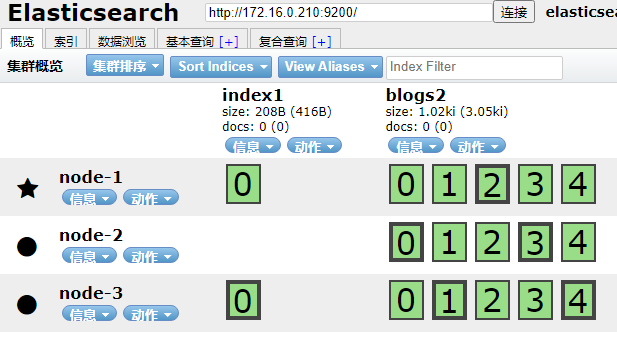 Elasticsearch http://172.16.0.210:9200/ 连接 elasticsea
概览 索引 数据浏览 基本查询 [+] 复合查询 [+]
集群概览 集群排序 Sort Indices View Aliases Index Filter
index1 blogs2
size: 208B (416B) size: 1.02ki (3.05ki)
docs: 0 (0) docs: 0 (0)
信息 动作 信息 动作
node-1 0 0 1 2 3 4
信息 动作
node-2 0 1 2 3 4
信息 动作
node-3 0 0 1 2 3 4
信息 动作